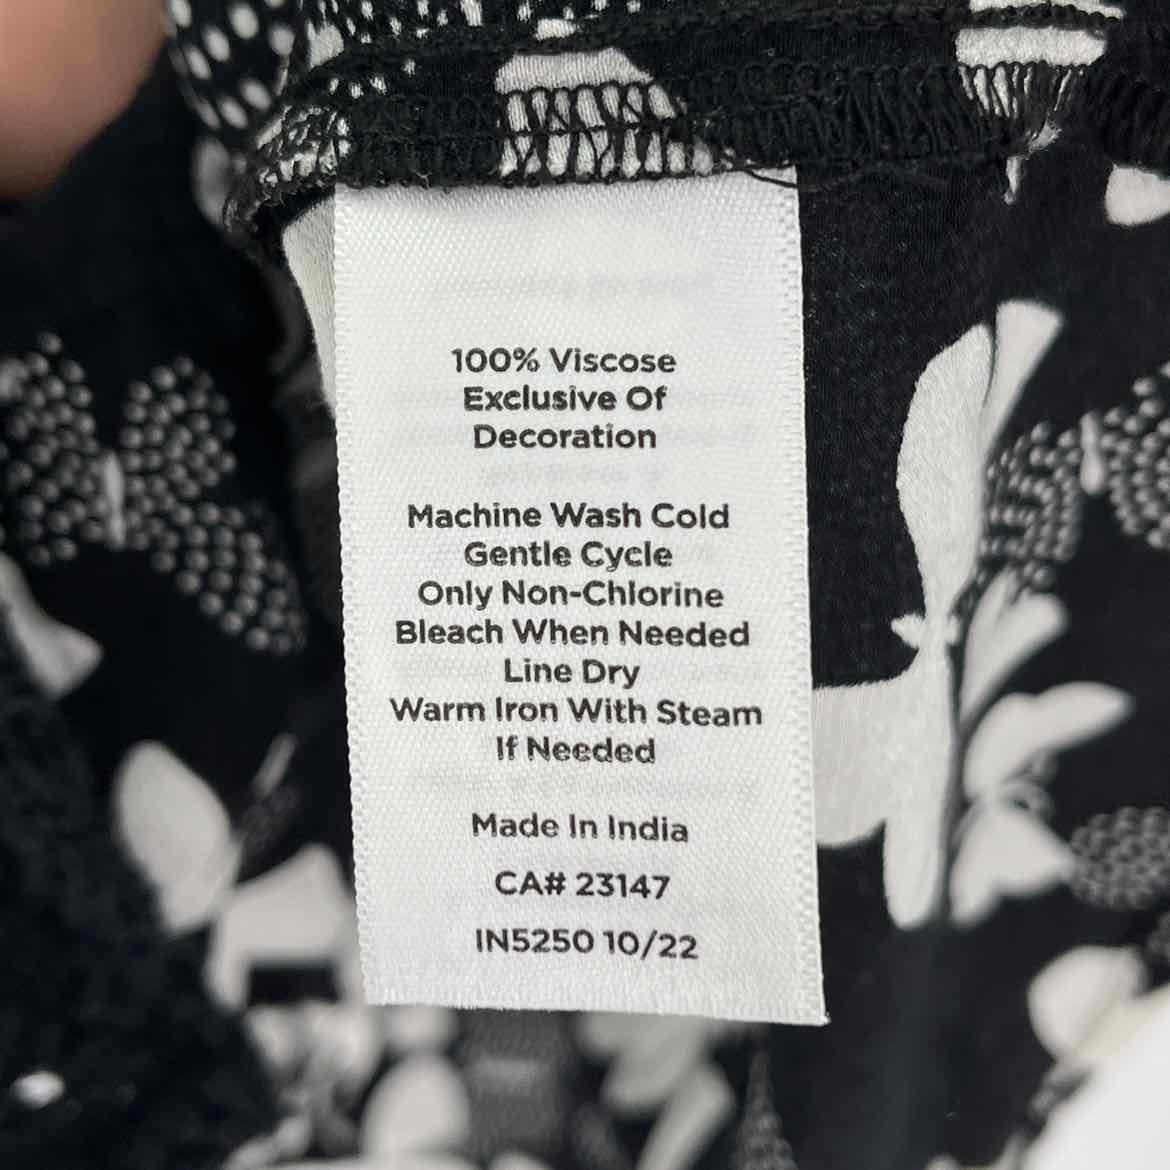 100% Viscose
Exclusive Of
Decoration
Machine Wash Cold
Gentle Cycle
Only Non-Chlorine
Bleach When Needed
Line Dry
Warm Iron With Steam
If Needed
Made In India
CA# 23147
IN5250 10/22